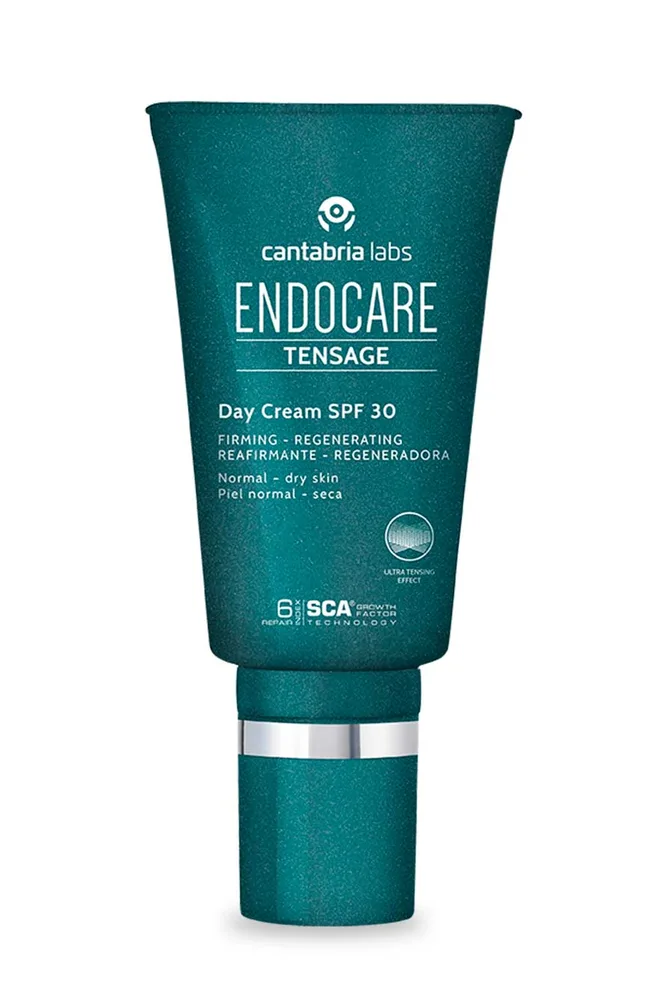 cantabria labs
ENDOCARE
TENSAGE
Day Cream SPF 30
FIRMING - REGENERATING
REAFIRMANTE - REGENERADORA
Normal - dry skin
Piel normal - seca
ULTRA TENSING
EFFECT
6 REPAIR INDEX
SCA® GROWTH FACTOR
TECHNOLOGY